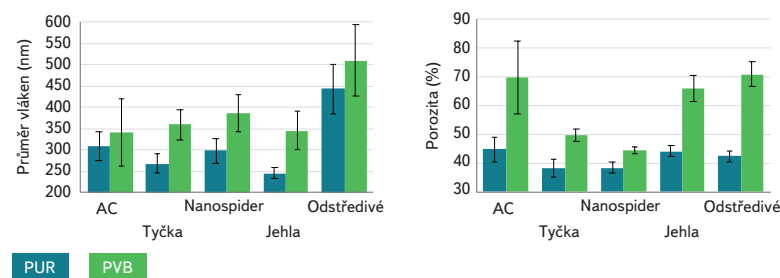 Průměr vláken (nm)
600
550
500
450
400
350
300
250
200
AC
Tyčka
Nanospider
Jehla
Odstředivé
Porozita (%)
90
80
70
60
50
40
30
AC
Tyčka
Nanospider
Jehla
Odstředivé
PUR
PVB